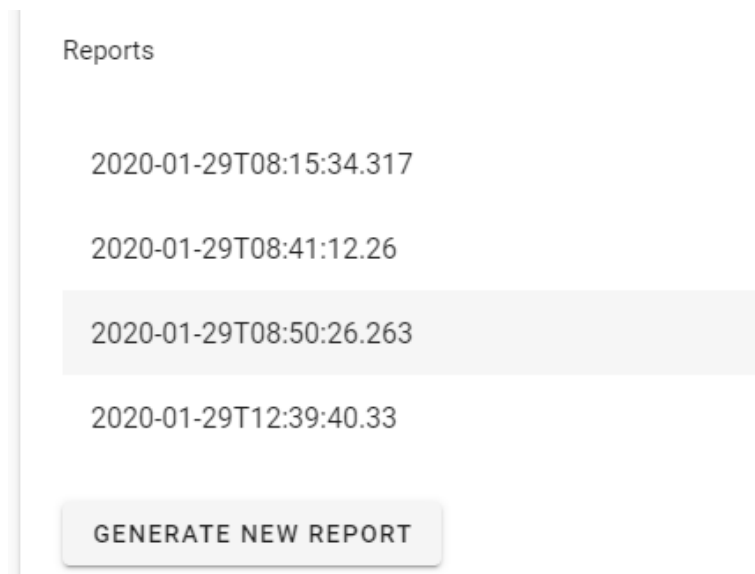 Reports
2020-01-29T08:15:34.317
2020-01-29T08:41:12.26
2020-01-29T08:50:26.263
2020-01-29T12:39:40.33
GENERATE NEW REPORT